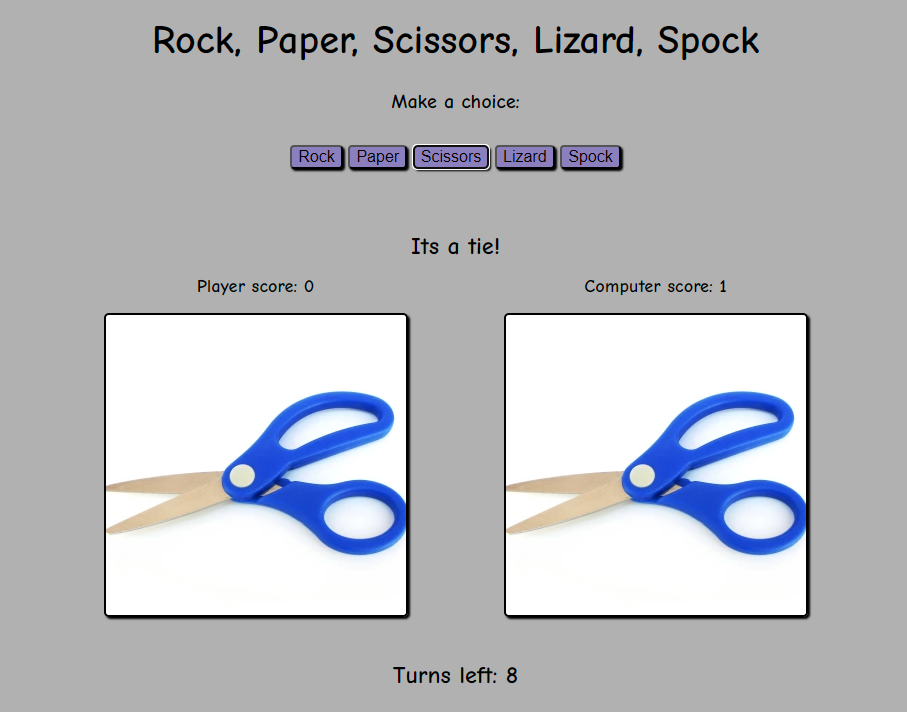 Rock, Paper, Scissors, Lizard, Spock
Make a choice:
Rock Paper Scissors Lizard Spock
Its a tie!
Player score: 0 Computer score: 1
Turns left: 8